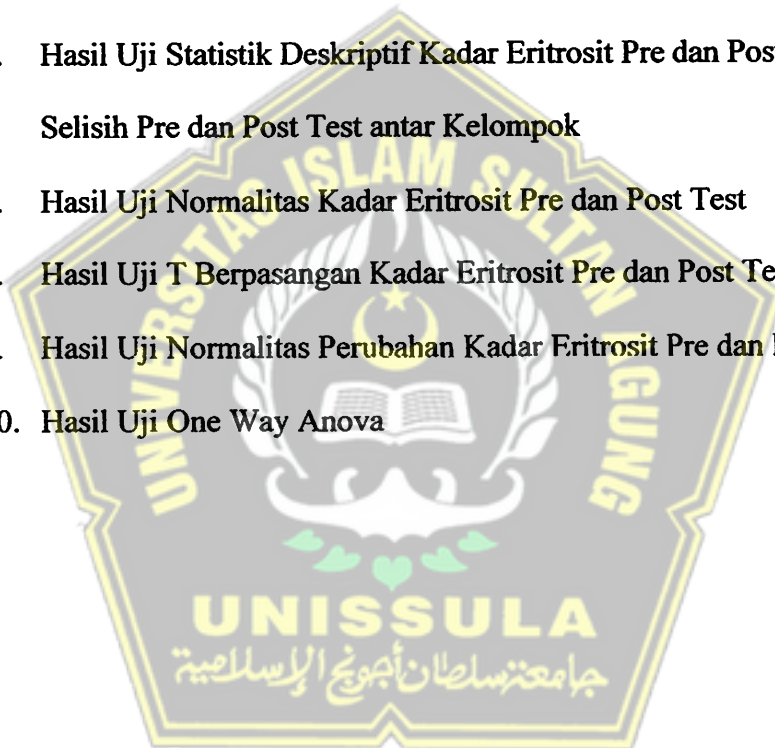 . Hasil Uji Statistik Deskriptif Kadar Eritrosit Pre dan Pos
Selisih Pre dan Post Test antar Kelompok
. Hasil Uji Normalitas Kadar Eritrosit Pre dan Post Test
. Hasil Uji T Berpasangan Kadar Eritrosit Pre dan Post Te
. Hasil Uji Normalitas Perubahan Kadar Eritrosit Pre dan
0. Hasil Uji One Way Anova
UNIVERSITAS ISLAM SULTAN AGUNG
UNISSULA
جامعة سلطان أجونج الإسلامية